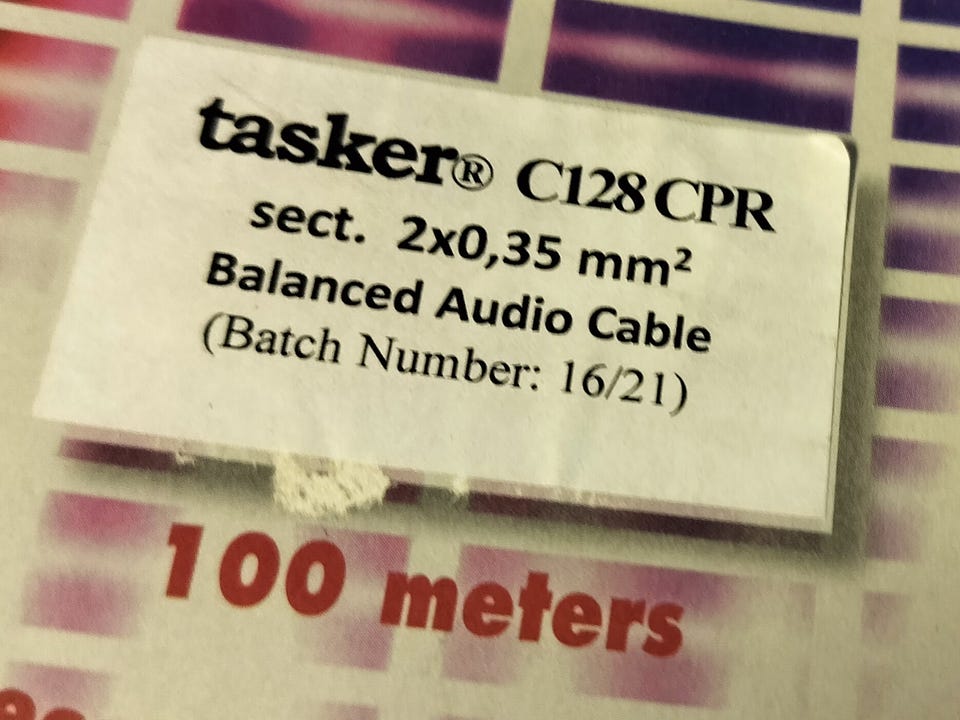 tasker® C128 CPR
sect. 2x0,35 mm²
Balanced Audio Cable
(Batch Number: 16/21)
100 meters